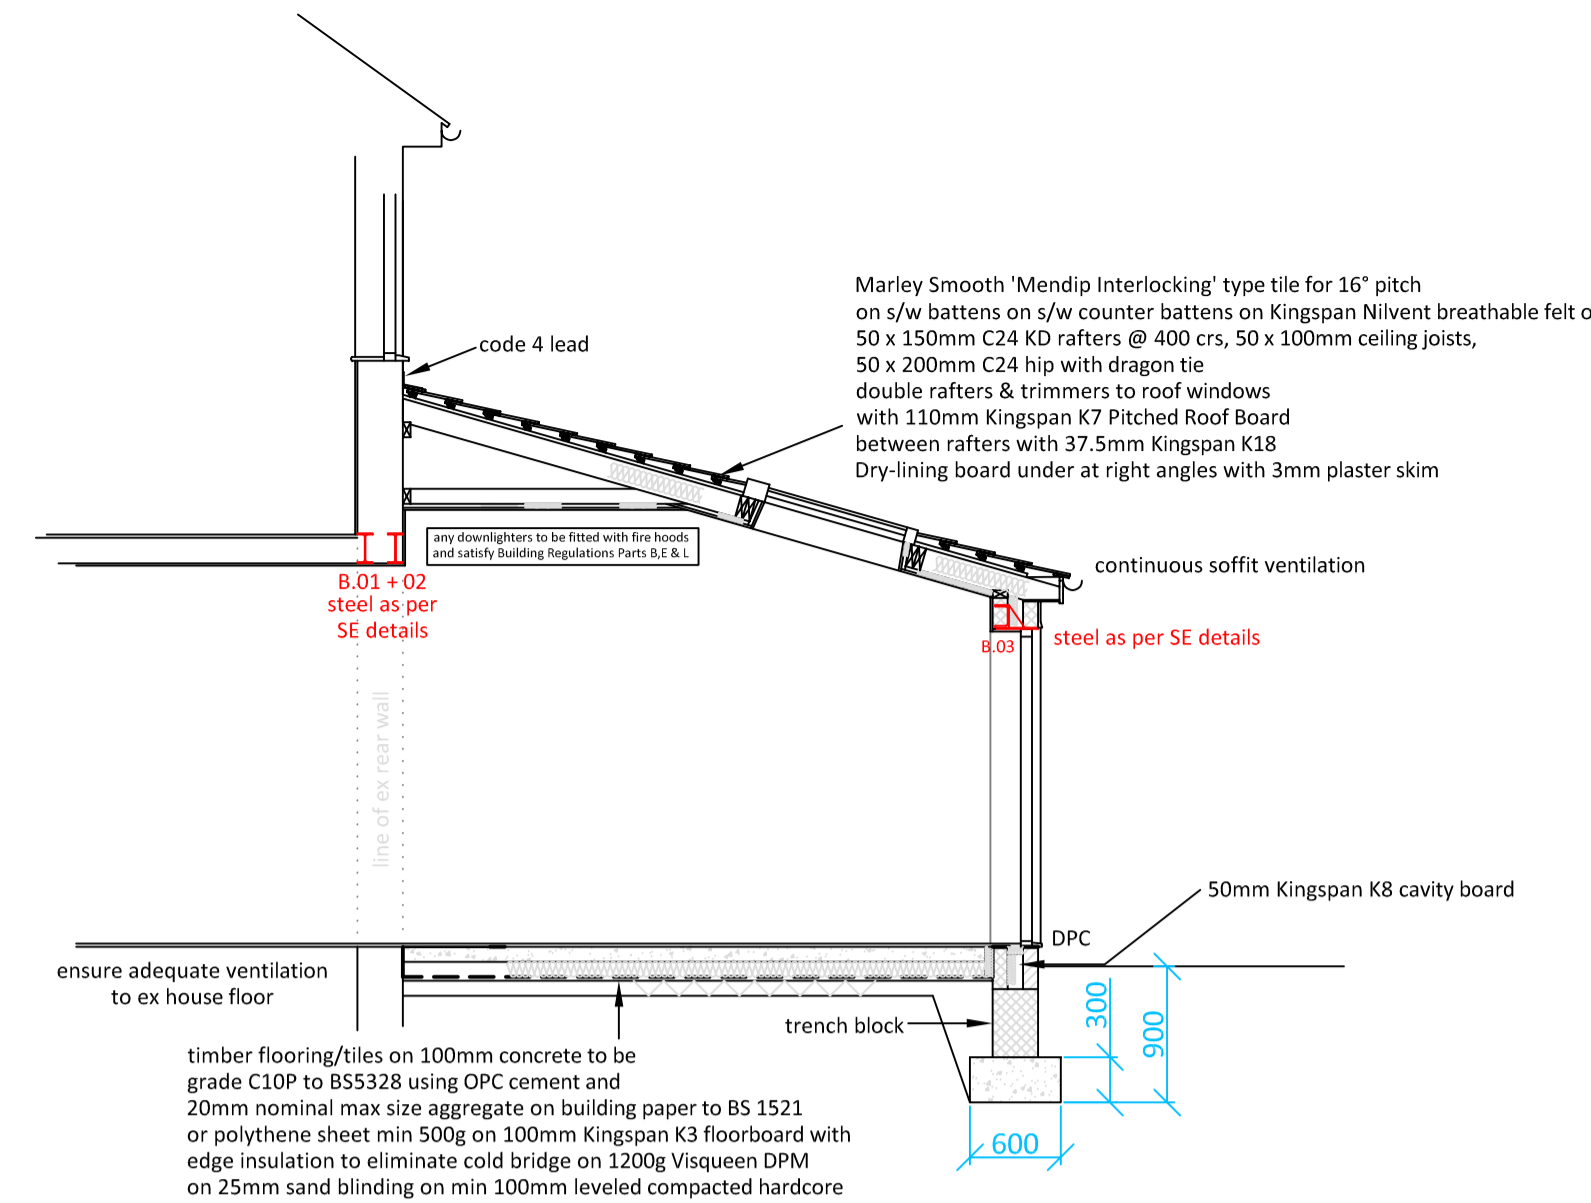 Marley Smooth 'Mendip Interlocking' type tile for 16° pitch
on s/w battens on s/w counter battens on Kingspan Nilvent breathable felt o
50 x 150mm C24 KD rafters @ 400 crs, 50 x 100mm ceiling joists,
50 x 200mm C24 hip with dragon tie
double rafters & trimmers to roof windows
with 110mm Kingspan K7 Pitched Roof Board
between rafters with 37.5mm Kingspan K18
Dry-lining board under at right angles with 3mm plaster skim
code 4 lead
any downlighters to be fitted with fire hoods
and satisfy Building Regulations Parts B,E & L
continuous soffit ventilation
B.01 + 02
steel as per
SE details
B.03
steel as per SE details
line of ex rear wall
50mm Kingspan K8 cavity board
DPC
ensure adequate ventilation
to ex house floor
trench block
300
900
600
timber flooring/tiles on 100mm concrete to be
grade C10P to BS5328 using OPC cement and
20mm nominal max size aggregate on building paper to BS 1521
or polythene sheet min 500g on 100mm Kingspan K3 floorboard with
edge insulation to eliminate cold bridge on 1200g Visqueen DPM
on 25mm sand blinding on min 100mm leveled compacted hardcore